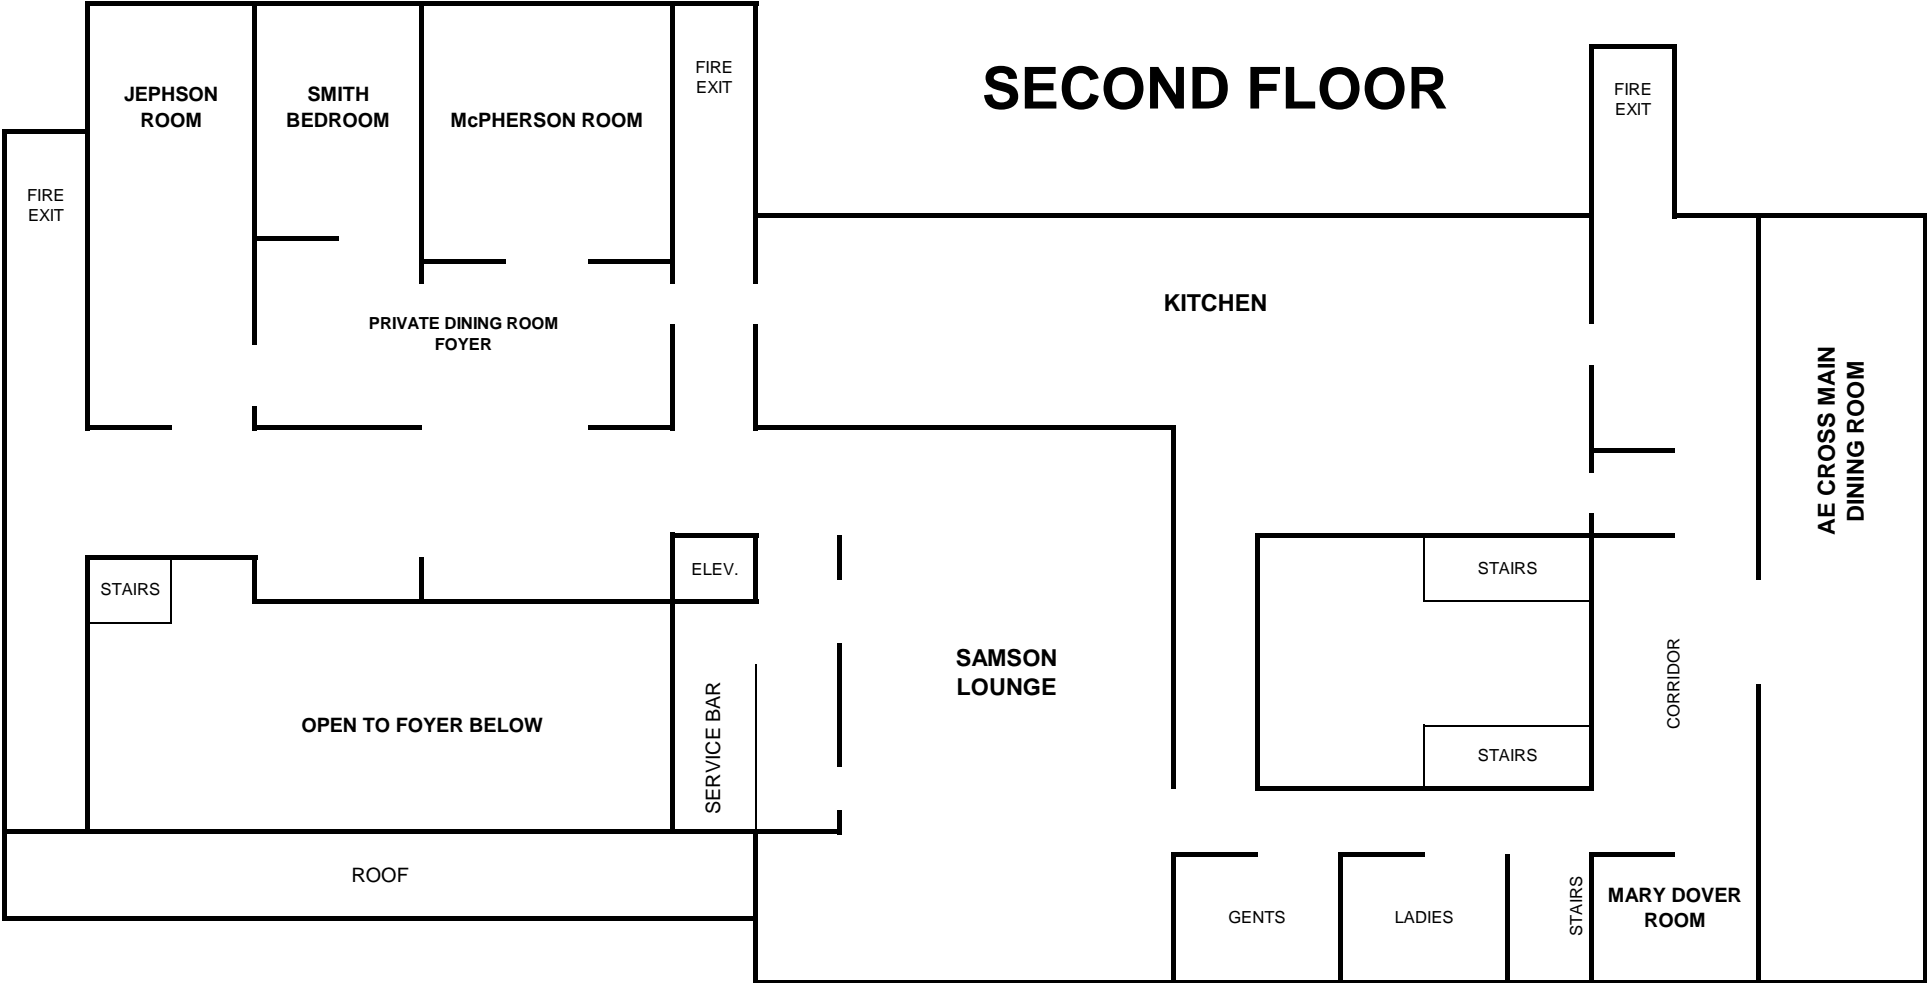 SECOND FLOOR
JEPHSON
ROOM
SMITH
BEDROOM
McPHERSON ROOM
FIRE
EXIT
FIRE
EXIT
FIRE
EXIT
KITCHEN
PRIVATE DINING ROOM
FOYER
AE CROSS MAIN
DINING ROOM
STAIRS
ELEV.
STAIRS
SAMSON
LOUNGE
CORRIDOR
OPEN TO FOYER BELOW
SERVICE BAR
STAIRS
ROOF
GENTS
LADIES
STAIRS
MARY DOVER
ROOM